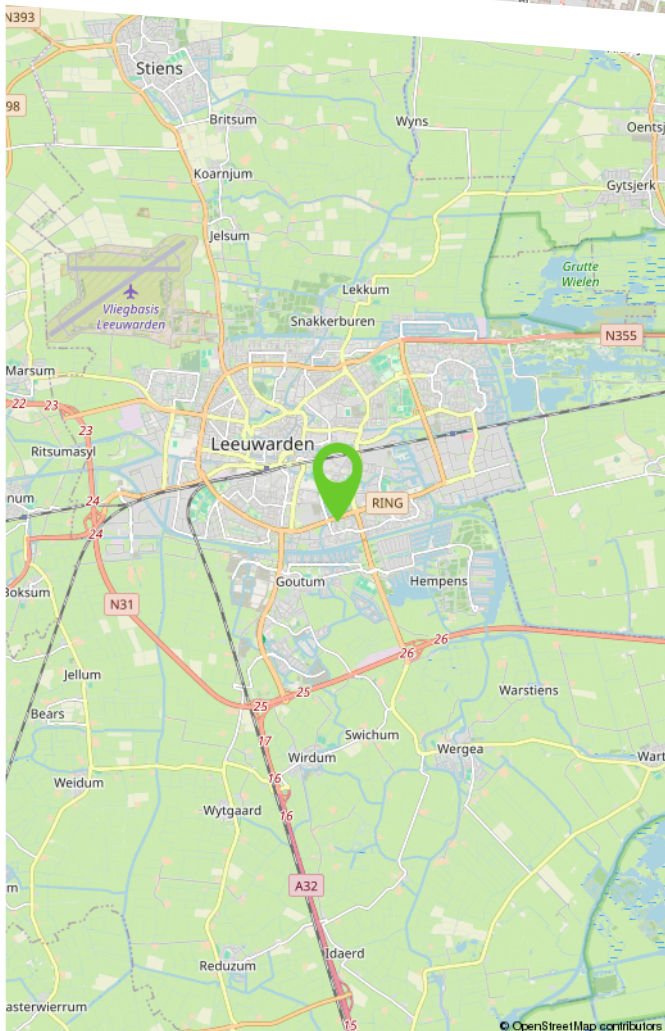 N393
Stiens
98
Britsum
Wyns
Oentsj
Koarnjum
Gytsjerk
Jelsum
Grutte
Wielen
Lekkum
Vliegbasis
Leeuwarden
Snakkerburen
N355
Marsum
22
23
23
Leeuwarden
Ritsumasyl
num
24
RING
24
Goutum
Hempens
Boksum
N31
26
26
Jellum
25
Warstiens
25
Bears
17
Swichum
Wergea
Wirdum
Wart
Weidum
16
Wytgaard
16
A32
m
Idaerd
Reduzum
asterwierrum
15
© OpenStreetMap contributors